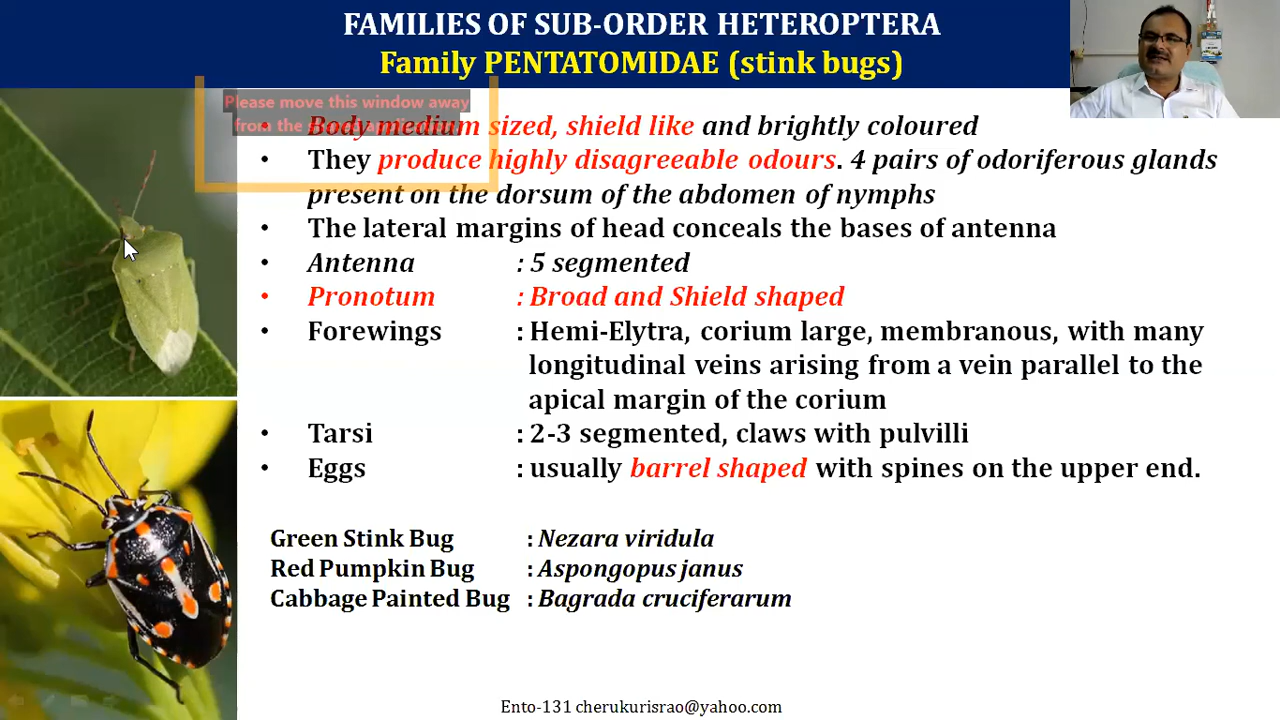 FAMILIES OF SUB-ORDER HETEROPTERA
Family PENTATOMIDAE (stink bugs)
Please move this window away
from the shared application
• Body medium sized, shield like and brightly coloured
• They produce highly disagreeable odours. 4 pairs of odoriferous glands
present on the dorsum of the abdomen of nymphs
• The lateral margins of head conceals the bases of antenna
• Antenna : 5 segmented
• Pronotum : Broad and Shield shaped
• Forewings : Hemi-Elytra, corium large, membranous, with many
longitudinal veins arising from a vein parallel to the
apical margin of the corium
• Tarsi : 2-3 segmented, claws with pulvilli
• Eggs : usually barrel shaped with spines on the upper end.
Green Stink Bug : Nezara viridula
Red Pumpkin Bug : Aspongopus janus
Cabbage Painted Bug : Bagrada cruciferarum
Ento-131 cherukurisrao@yahoo.com